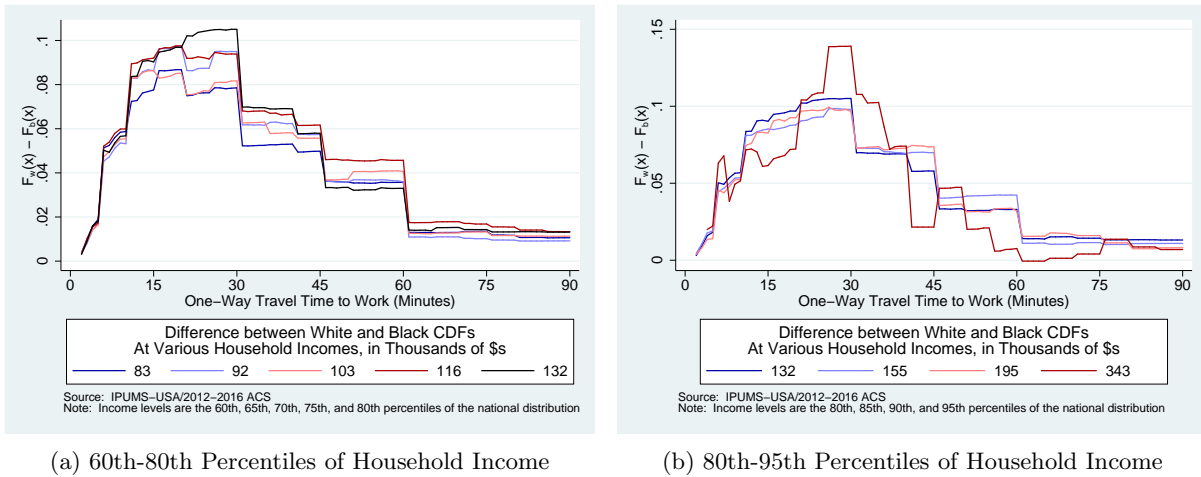 F_w(x) − F_b(x)
.1
.08
.06
.04
.02
0
0 15 30 45 60 75 90
One−Way Travel Time to Work (Minutes)
Difference between White and Black CDFs
At Various Household Incomes, in Thousands of $s
83 92 103 116 132
Source: IPUMS−USA/2012−2016 ACS
Note: Income levels are the 60th, 65th, 70th, 75th, and 80th percentiles of the national distribution
(a) 60th-80th Percentiles of Household Income
F_w(x) − F_b(x)
.15
.1
.05
0
0 15 30 45 60 75 90
One−Way Travel Time to Work (Minutes)
Difference between White and Black CDFs
At Various Household Incomes, in Thousands of $s
132 155 195 343
Source: IPUMS−USA/2012−2016 ACS
Note: Income levels are the 80th, 85th, 90th, and 95th percentiles of the national distribution
(b) 80th-95th Percentiles of Household Income